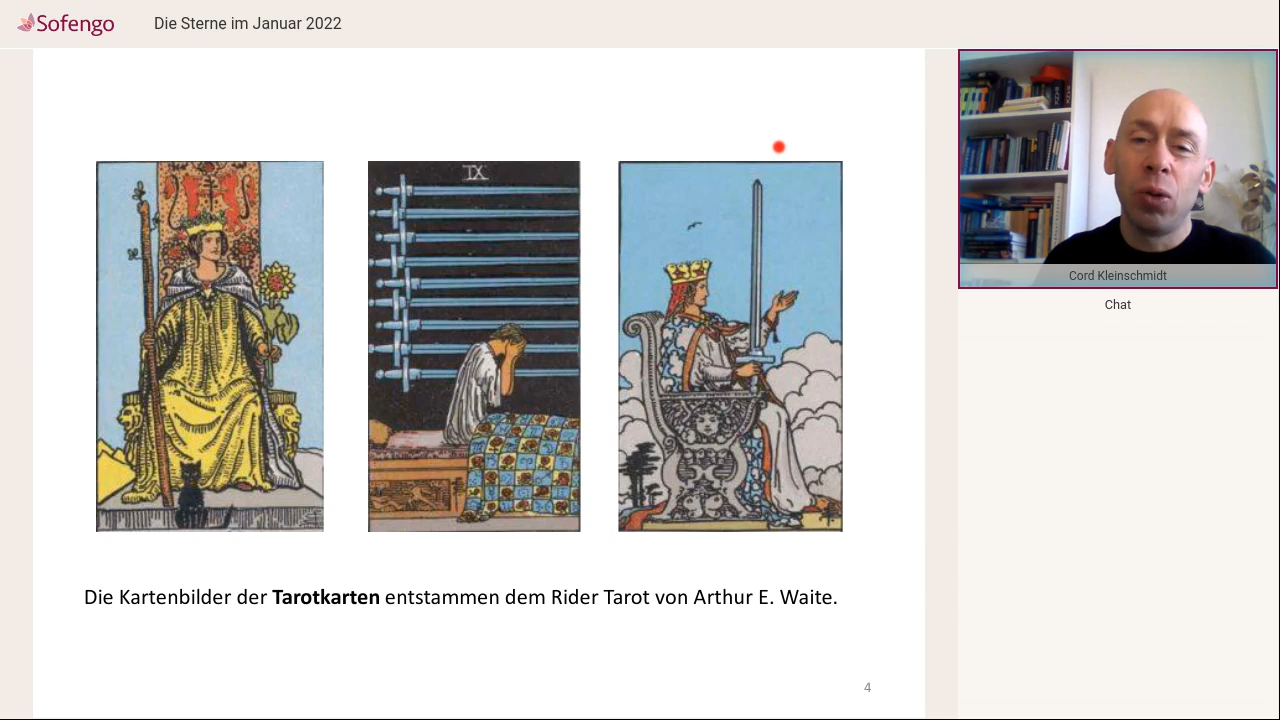 Sofengo
Die Sterne im Januar 2022
IX
Cord Kleinschmidt
Chat
Die Kartenbilder der Tarotkarten entstammen dem Rider Tarot von Arthur E. Waite.
4